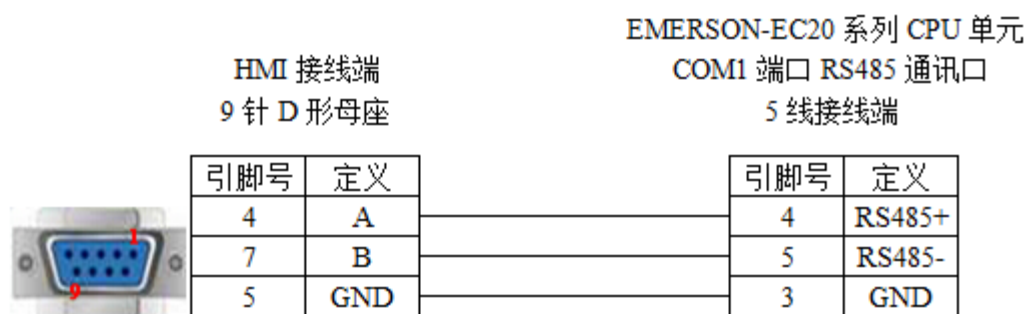 EMERSON-EC20 系列 CPU 单元
HMI 接线端
COM1 端口 RS485 通讯口
9 针 D 形母座
5 线接线端
引脚号 定义
引脚号 定义
4 A
4 RS485+
7 B
5 RS485-
5 GND
3 GND
1
9